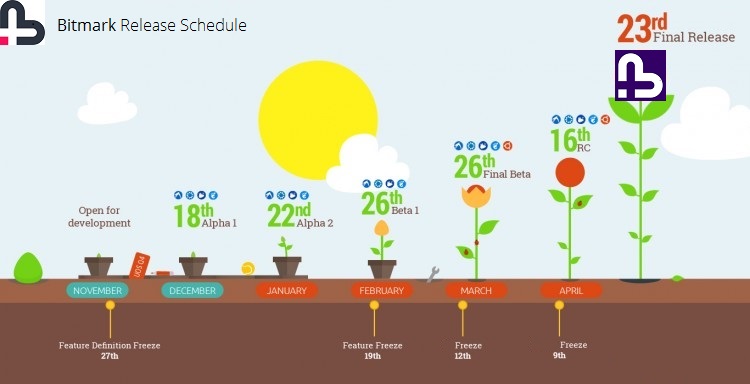 Bitmark Release Schedule
23rd
Final Release
16th
RC
26th
Final Beta
26th
Beta 1
22nd
Alpha 2
18th
Alpha 1
Open for
development
NOVEMBER
DECEMBER
JANUARY
FEBRUARY
MARCH
APRIL
Feature Definition Freeze
27th
Feature Freeze
19th
Freeze
12th
Freeze
9th